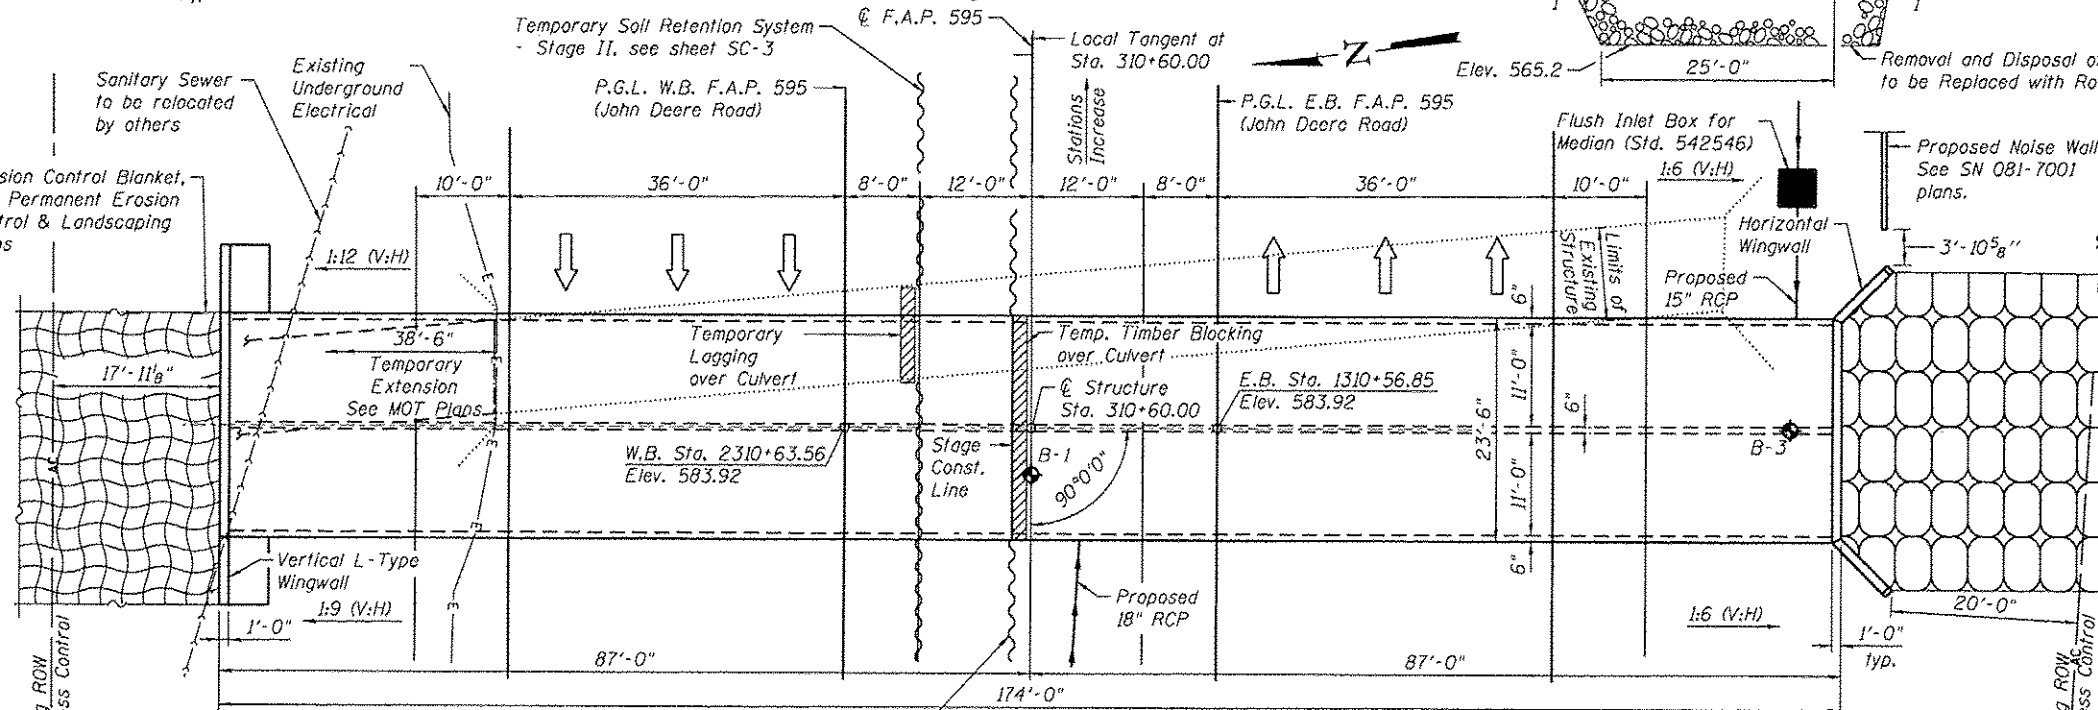 Temporary Soil Retention System
- Stage II, see sheet SC-3
℄ F.A.P. 595
Local Tangent at
Sta. 310+60.00
Z
Elev. 565.2
25'-0"
Removal and Disposal o
to be Replaced with Ro
Sanitary Sewer
to be relocated
by others
Existing
Underground
Electrical
P.G.L. W.B. F.A.P. 595
(John Deere Road)
Stations
Increase
P.G.L. E.B. F.A.P. 595
(John Deere Road)
Flush Inlet Box for
Median (Std. 542546)
1:6 (V:H)
Proposed Noise Wall
See SN 081-7001
plans.
sion Control Blanket,
Permanent Erosion
trol & Landscaping
10'-0"
36'-0"
8'-0"
12'-0"
12'-0"
8'-0"
36'-0"
10'-0"
1:12 (V:H)
Limits of
Existing
Structure
Horizontal
Wingwall
3'-10⅝"
Proposed
15" RCP
38'-6"
Temporary
Extension
See MOT Plans
17'-11⅛"
Temporary
Lagging
over Culvert
Temp. Timber Blocking
over Culvert
℄ Structure
Sta. 310+60.00
E.B. Sta. 1310+56.85
Elev. 583.92
6"
11'-0"
23'-6"
6"
11'-0"
6"
AC
E
E
E
E
W.B. Sta. 2310+63.56
Elev. 583.92
Stage
Const.
Line
B-1
90°0'0"
B-3
Vertical L-Type
Wingwall
1:9 (V:H)
1'-0"
Proposed
18" RCP
1:6 (V:H)
20'-0"
1'-0"
typ.
87'-0"
87'-0"
174'-0"
ROW
ss Control
ROW
AC
ss Control